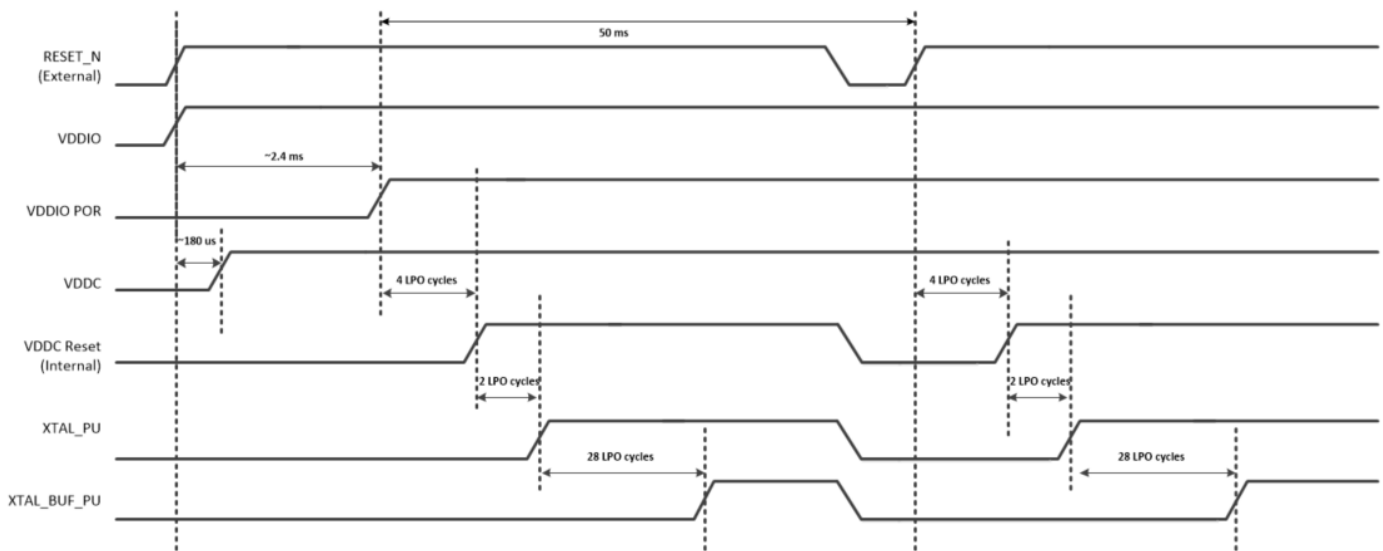 50 ms
RESET_N
(External)
VDDIO
~2.4 ms
VDDIO POR
~180 us
VDDC
4 LPO cycles
4 LPO cycles
VDDC Reset
(Internal)
2 LPO cycles
2 LPO cycles
XTAL_PU
28 LPO cycles
28 LPO cycles
XTAL_BUF_PU